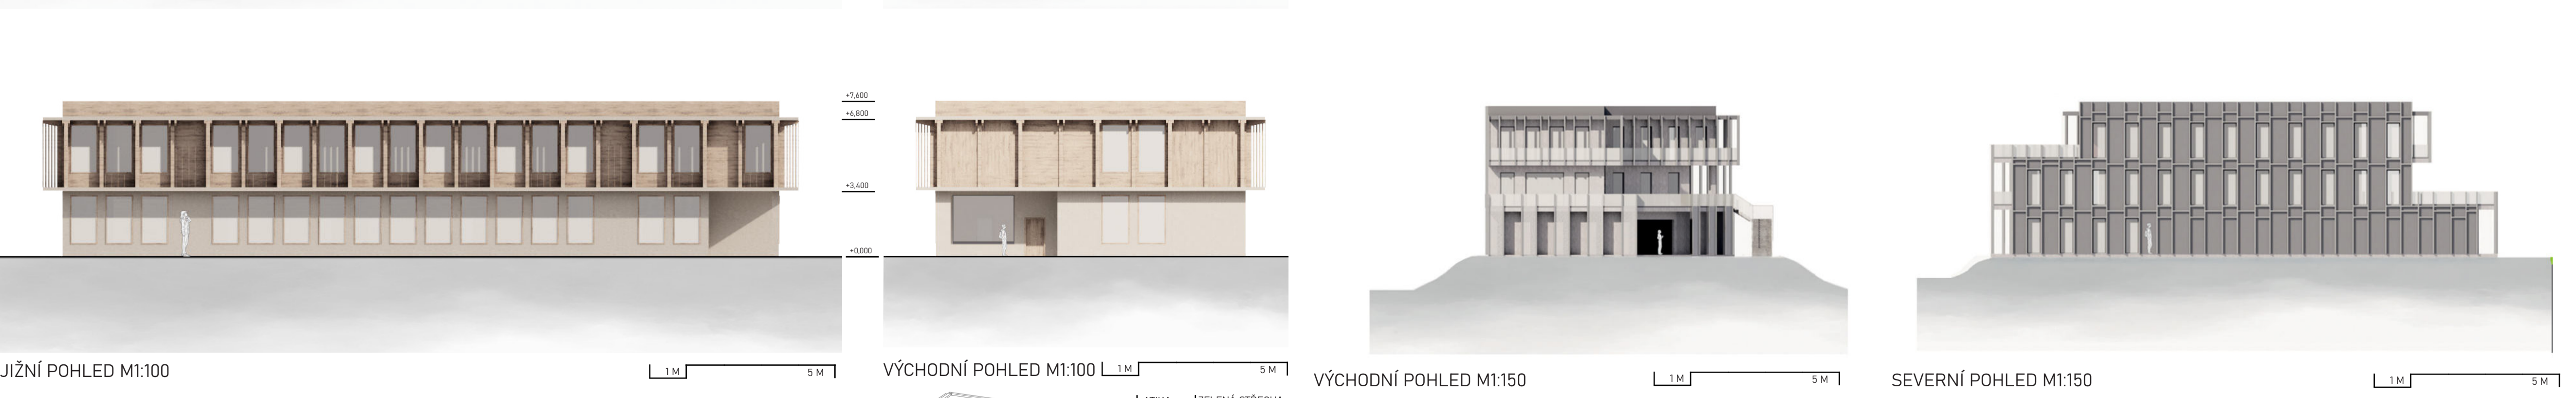 +7,600
+6,800
+3,400
+0,000
JIŽNÍ POHLED M1:100
1 M
5 M
VÝCHODNÍ POHLED M1:100
1 M
5 M
VÝCHODNÍ POHLED M1:150
1 M
5 M
SEVERNÍ POHLED M1:150
1 M
5 M